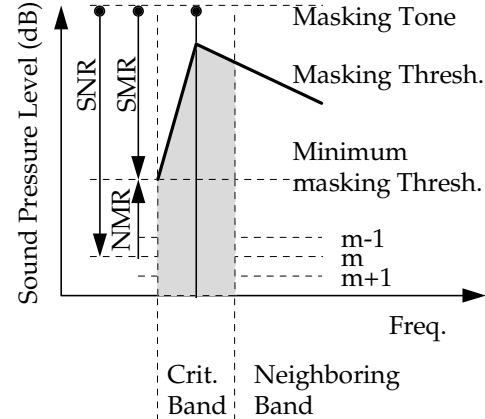 Masking Tone
Sound Pressure Level (dB)
SNR
SMR
Masking Thresh.
Minimum
masking Thresh.
NMR
m-1
m
m+1
Freq.
Crit.
Band
Neighboring
Band